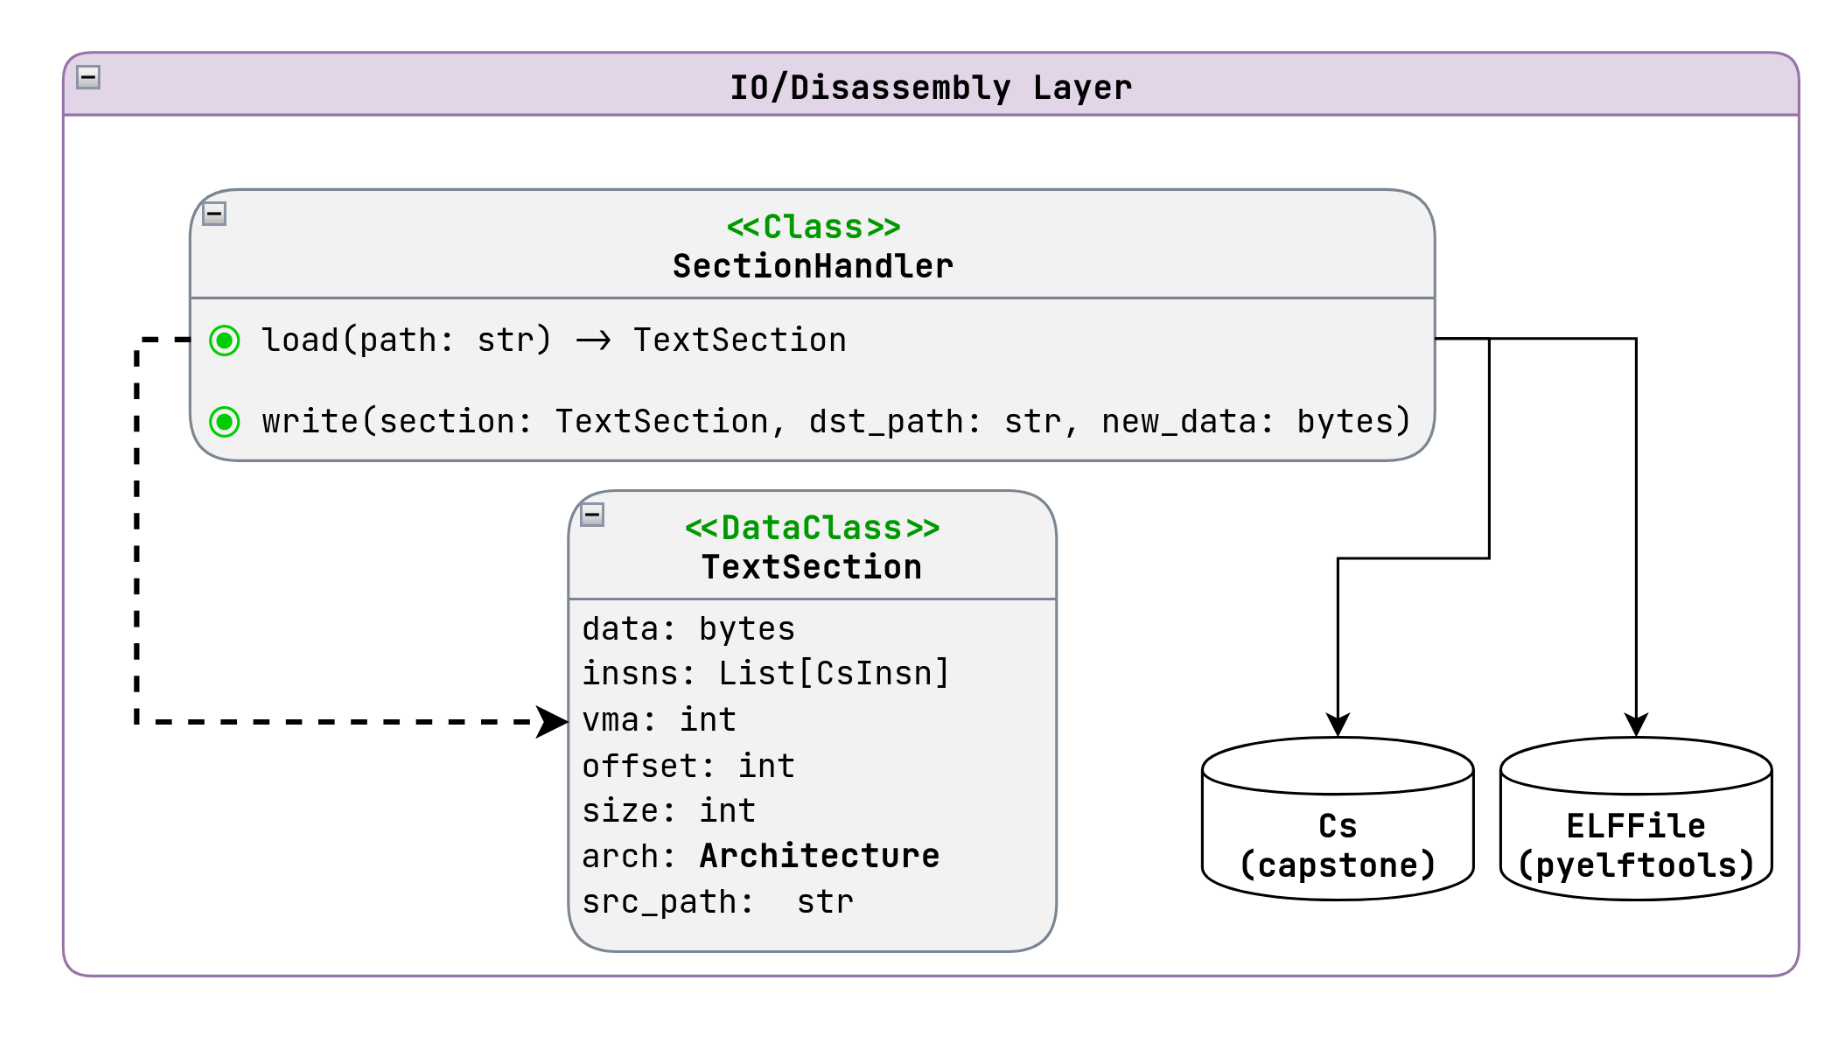 IO/Disassembly Layer
<<Class>>
SectionHandler
load(path: str) -> TextSection
write(section: TextSection, dst_path: str, new_data: bytes)
<<DataClass>>
TextSection
data: bytes
insns: List[CsInsn]
vma: int
offset: int
size: int
arch: Architecture
src_path:  str
Cs
(capstone)
ELFFile
(pyelftools)